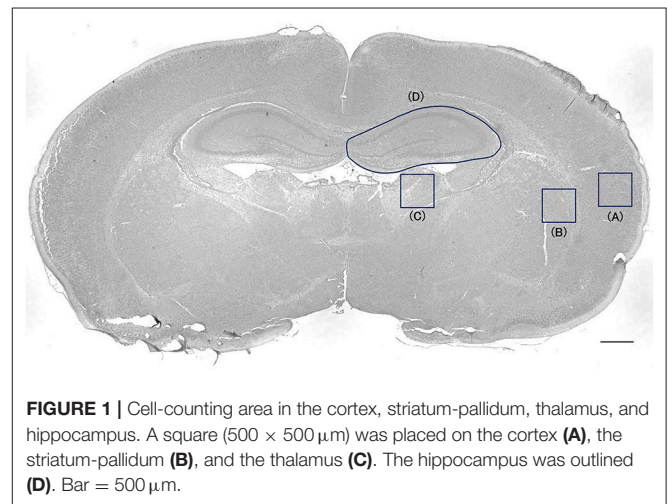 (D)
(C)
(B)
(A)
FIGURE 1 | Cell-counting area in the cortex, striatum-pallidum, thalamus, and
hippocampus. A square (500 × 500 μm) was placed on the cortex (A), the
striatum-pallidum (B), and the thalamus (C). The hippocampus was outlined
(D). Bar = 500 μm.